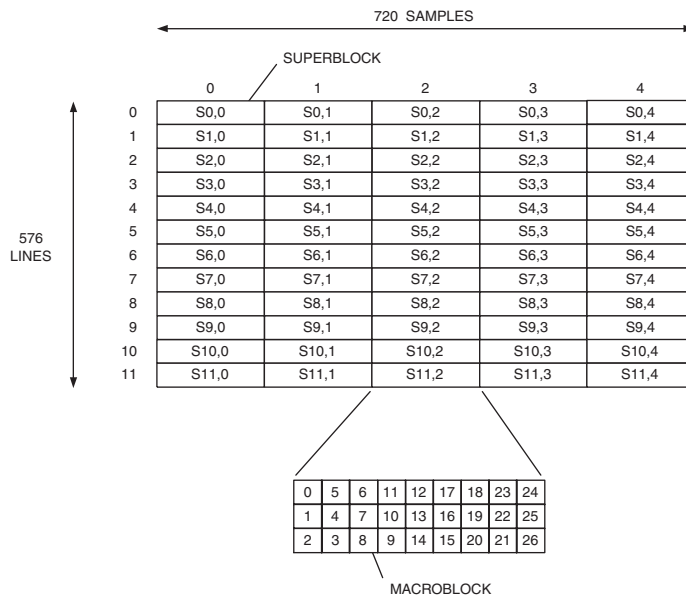 720 SAMPLES
SUPERBLOCK
0 1 2 3 4
0 S0,0 S0,1 S0,2 S0,3 S0,4
1 S1,0 S1,1 S1,2 S1,3 S1,4
2 S2,0 S2,1 S2,2 S2,3 S2,4
3 S3,0 S3,1 S3,2 S3,3 S3,4
4 S4,0 S4,1 S4,2 S4,3 S4,4
5 S5,0 S5,1 S5,2 S5,3 S5,4
6 S6,0 S6,1 S6,2 S6,3 S6,4
7 S7,0 S7,1 S7,2 S7,3 S7,4
8 S8,0 S8,1 S8,2 S8,3 S8,4
9 S9,0 S9,1 S9,2 S9,3 S9,4
10 S10,0 S10,1 S10,2 S10,3 S10,4
11 S11,0 S11,1 S11,2 S11,3 S11,4
576
LINES
0 5 6 11 12 17 18 23 24
1 4 7 10 13 16 19 22 25
2 3 8 9 14 15 20 21 26
MACROBLOCK